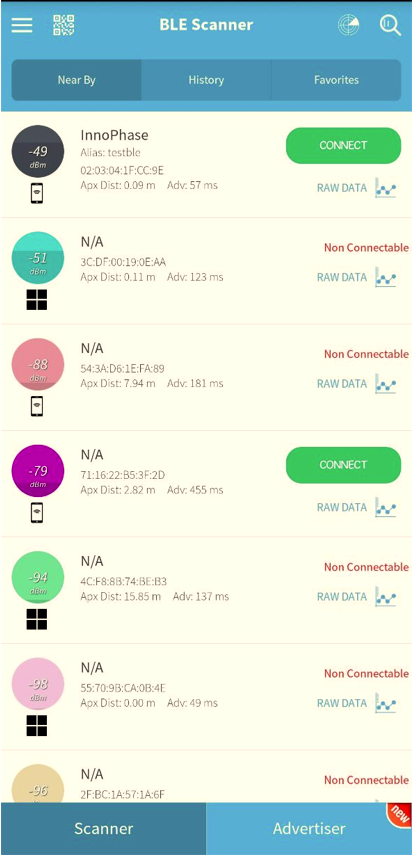 BLE Scanner
Near By
History
Favorites
-49
dBm
InnoPhase
Alias: testble
02:03:04:1F:CC:9E
Apx Dist: 0.09 m Adv: 57 ms
CONNECT
RAW DATA
-51
dBm
N/A
3C:DF:00:19:0E:AA
Apx Dist: 0.11 m Adv: 123 ms
Non Connectable
RAW DATA
-88
dBm
N/A
54:3A:D6:1E:FA:89
Apx Dist: 7.94 m Adv: 181 ms
Non Connectable
RAW DATA
-79
dBm
N/A
71:16:22:B5:3F:2D
Apx Dist: 2.82 m Adv: 455 ms
CONNECT
RAW DATA
-94
dBm
N/A
4C:F8:8B:74:BE:B3
Apx Dist: 15.85 m Adv: 137 ms
Non Connectable
RAW DATA
-98
dBm
N/A
55:70:9B:CA:0B:4E
Apx Dist: 0.00 m Adv: 49 ms
Non Connectable
RAW DATA
-96
dBm
N/A
2F:BC:1A:57:1A:6F
Non Connectable
new
Scanner
Advertiser